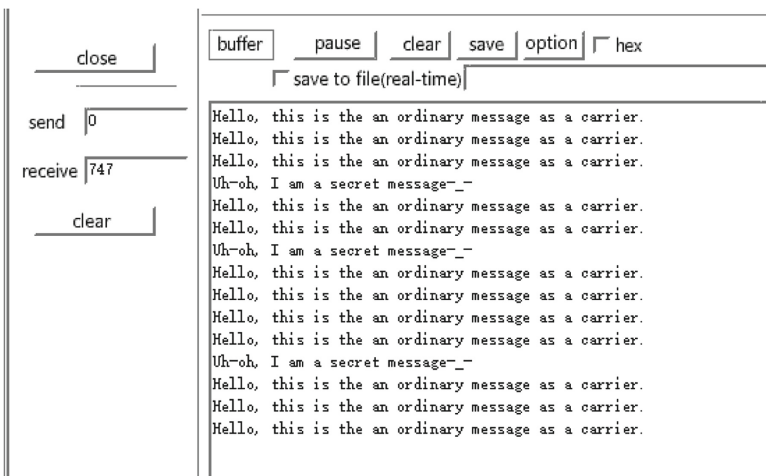 close
send 0
receive 747
clear
buffer pause clear save option hex
save to file(real-time)
Hello, this is the an ordinary message as a carrier.
Hello, this is the an ordinary message as a carrier.
Hello, this is the an ordinary message as a carrier.
Uh-oh, I am a secret message-_-
Hello, this is the an ordinary message as a carrier.
Hello, this is the an ordinary message as a carrier.
Uh-oh, I am a secret message-_-
Hello, this is the an ordinary message as a carrier.
Hello, this is the an ordinary message as a carrier.
Hello, this is the an ordinary message as a carrier.
Hello, this is the an ordinary message as a carrier.
Uh-oh, I am a secret message-_-
Hello, this is the an ordinary message as a carrier.
Hello, this is the an ordinary message as a carrier.
Hello, this is the an ordinary message as a carrier.